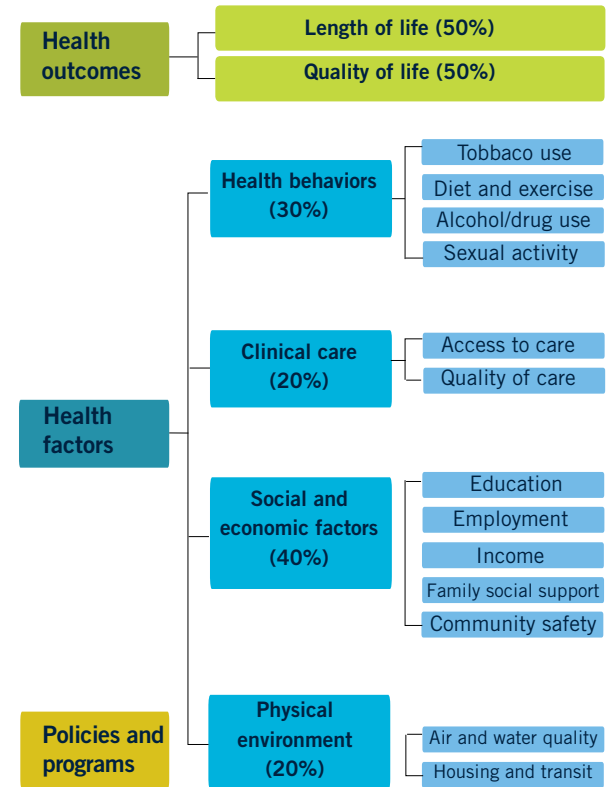 Health
outcomes
Length of life (50%)
Quality of life (50%)
Health
factors
Health behaviors
(30%)
Tobbaco use
Diet and exercise
Alcohol/drug use
Sexual activity
Clinical care
(20%)
Access to care
Quality of care
Social and
economic factors
(40%)
Education
Employment
Income
Family social support
Community safety
Physical
environment
(20%)
Air and water quality
Housing and transit
Policies and
programs